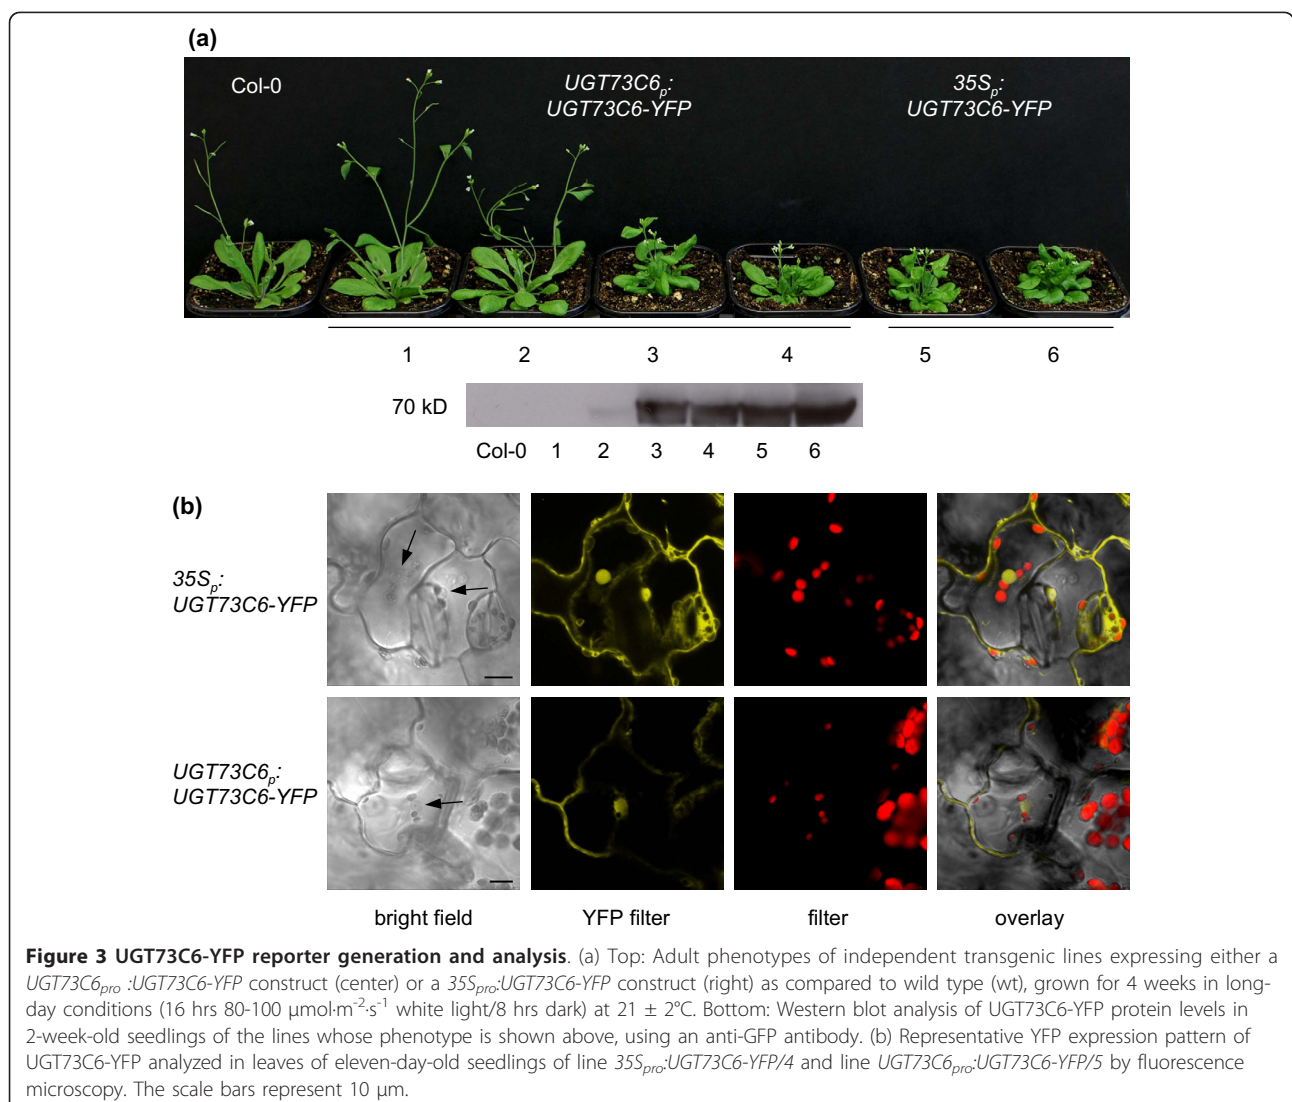 (a)
Col-0
UGT73C6p:
UGT73C6-YFP
35Sp:
UGT73C6-YFP
1 2 3 4 5 6
70 kD
Col-0 1 2 3 4 5 6
(b)
35Sp:
UGT73C6-YFP
UGT73C6p:
UGT73C6-YFP
bright field YFP filter filter overlay
Figure 3 UGT73C6-YFP reporter generation and analysis. (a) Top: Adult phenotypes of independent transgenic lines expressing either a
UGT73C6pro :UGT73C6-YFP construct (center) or a 35Spro:UGT73C6-YFP construct (right) as compared to wild type (wt), grown for 4 weeks in long-
day conditions (16 hrs 80-100 μmol·m⁻²·s⁻¹ white light/8 hrs dark) at 21 ± 2°C. Bottom: Western blot analysis of UGT73C6-YFP protein levels in
2-week-old seedlings of the lines whose phenotype is shown above, using an anti-GFP antibody. (b) Representative YFP expression pattern of
UGT73C6-YFP analyzed in leaves of eleven-day-old seedlings of line 35Spro:UGT73C6-YFP/4 and line UGT73C6pro:UGT73C6-YFP/5 by fluorescence
microscopy. The scale bars represent 10 μm.